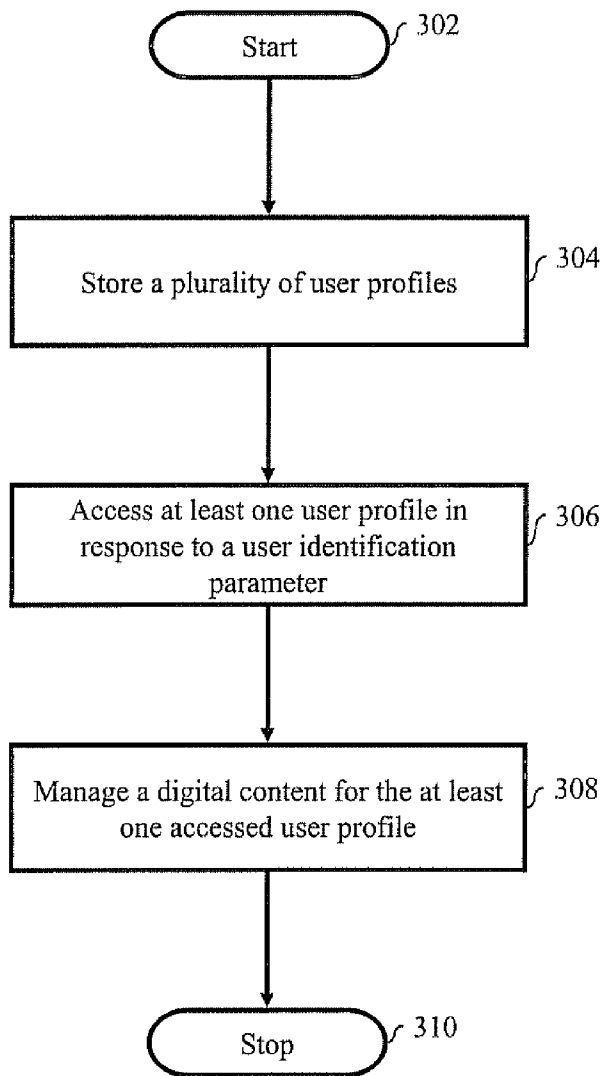 Start
302
Store a plurality of user profiles
304
Access at least one user profile in
response to a user identification
parameter
306
Manage a digital content for the at least
one accessed user profile
308
Stop
310